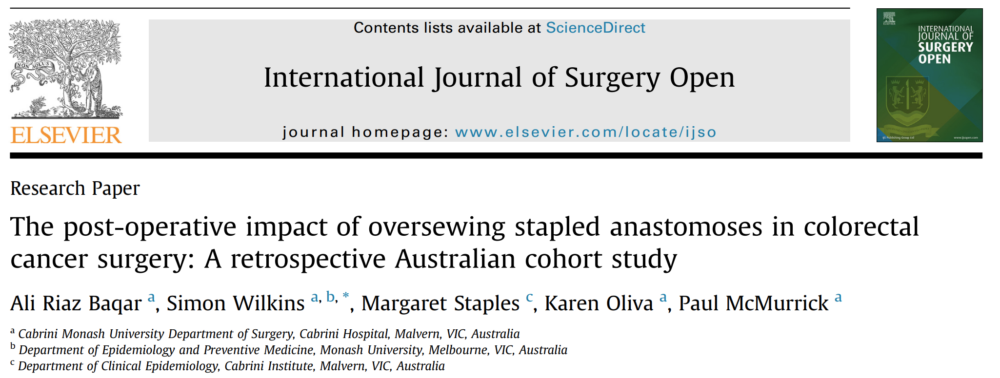 Contents lists available at ScienceDirect
International Journal of Surgery Open
journal homepage: www.elsevier.com/locate/ijso
NON SOLUS
ELSEVIER
ELSEVIER
INTERNATIONAL
JOURNAL OF
SURGERY
OPEN
IJS Publishing Group Ltd
www.ijsopen.com
Research Paper
The post-operative impact of oversewing stapled anastomoses in colorectal
cancer surgery: A retrospective Australian cohort study
Ali Riaz Baqar a, Simon Wilkins a, b, *, Margaret Staples c, Karen Oliva a, Paul McMurrick a
a Cabrini Monash University Department of Surgery, Cabrini Hospital, Malvern, VIC, Australia
b Department of Epidemiology and Preventive Medicine, Monash University, Melbourne, VIC, Australia
c Department of Clinical Epidemiology, Cabrini Institute, Malvern, VIC, Australia